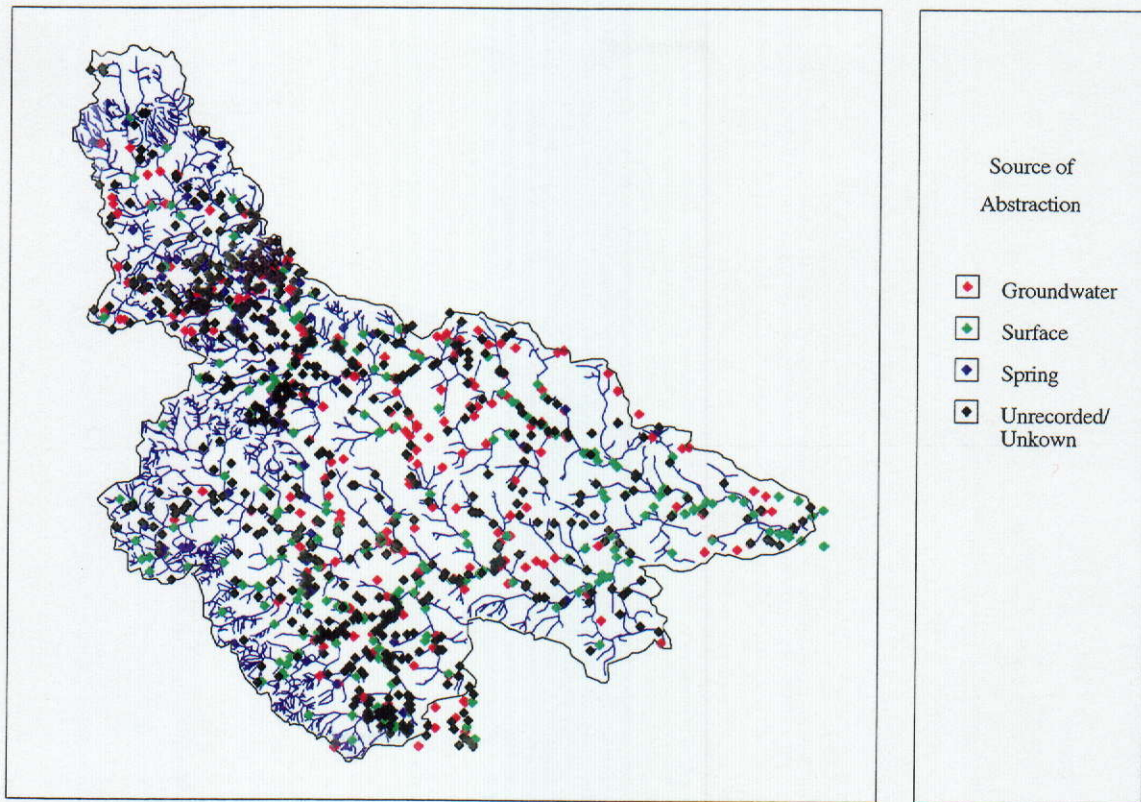 Source of
Abstraction
Groundwater
Surface
Spring
Unrecorded/
Unkown